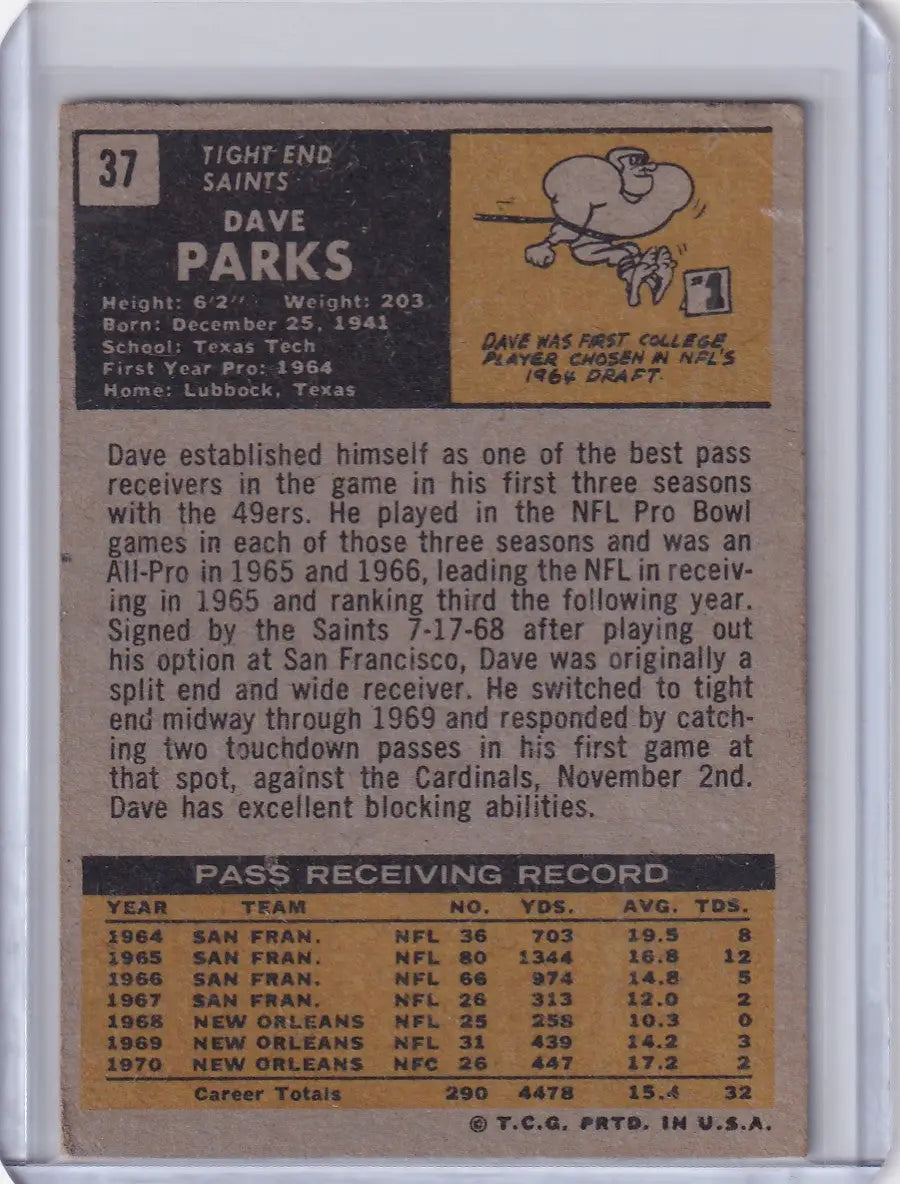 37
TIGHT END
SAINTS
DAVE
PARKS
Height: 6'2" Weight: 203
Born: December 25, 1941
School: Texas Tech
First Year Pro: 1964
Home: Lubbock, Texas
#1
DAVE WAS FIRST COLLEGE
PLAYER CHOSEN IN NFL'S
1964 DRAFT.
Dave established himself as one of the best pass
receivers in the game in his first three seasons
with the 49ers. He played in the NFL Pro Bowl
games in each of those three seasons and was an
All-Pro in 1965 and 1966, leading the NFL in receiv-
ing in 1965 and ranking third the following year.
Signed by the Saints 7-17-68 after playing out
his option at San Francisco, Dave was originally a
split end and wide receiver. He switched to tight
end midway through 1969 and responded by catch-
ing two touchdown passes in his first game at
that spot, against the Cardinals, November 2nd.
Dave has excellent blocking abilities.
PASS RECEIVING RECORD
YEAR TEAM NO. YDS. AVG. TDS.
1964 SAN FRAN. NFL 36 703 19.5 8
1965 SAN FRAN. NFL 80 1344 16.8 12
1966 SAN FRAN. NFL 66 974 14.8 5
1967 SAN FRAN. NFL 26 313 12.0 2
1968 NEW ORLEANS NFL 25 258 10.3 0
1969 NEW ORLEANS NFL 31 439 14.2 3
1970 NEW ORLEANS NFC 26 447 17.2 2
Career Totals 290 4478 15.4 32
© T.C.G. PRTD. IN U.S.A.